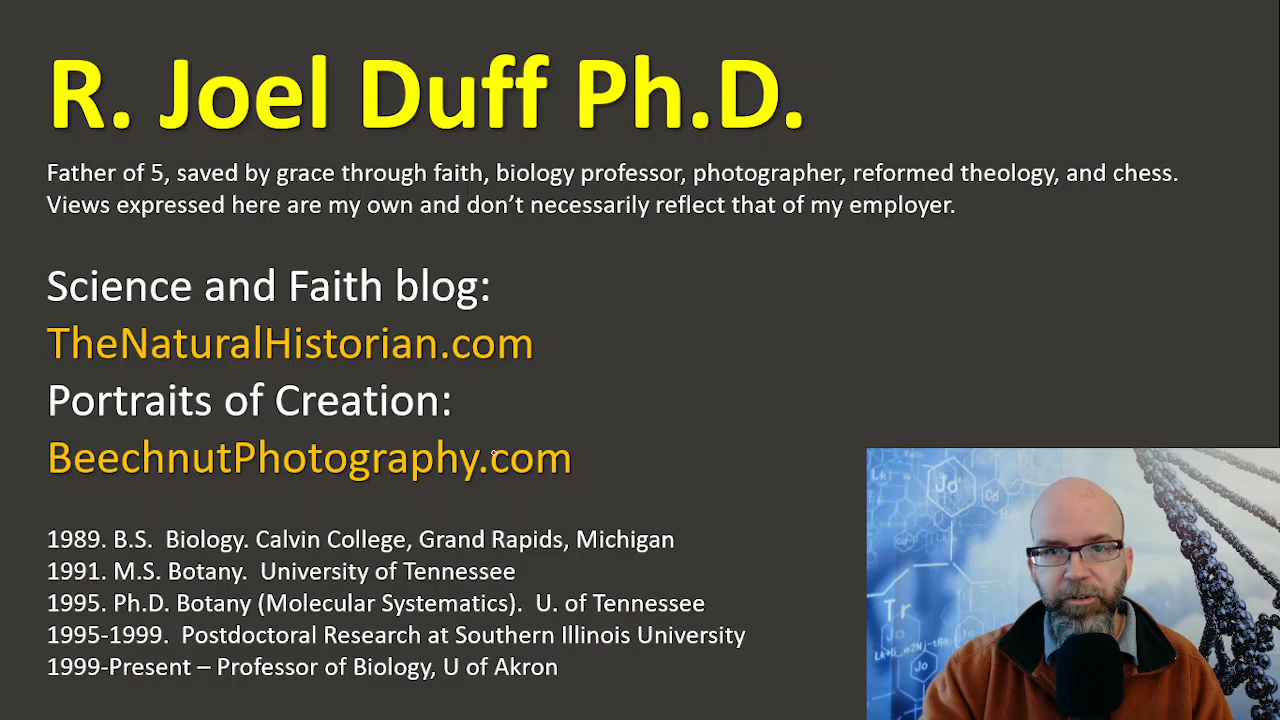 R. Joel Duff Ph.D.
Father of 5, saved by grace through faith, biology professor, photographer, reformed theology, and chess.
Views expressed here are my own and don't necessarily reflect that of my employer.
Science and Faith blog:
TheNaturalHistorian.com
Portraits of Creation:
BeechnutPhotography.com
1989. B.S.  Biology. Calvin College, Grand Rapids, Michigan
1991. M.S. Botany.  University of Tennessee
1995. Ph.D. Botany (Molecular Systematics).  U. of Tennessee
1995-1999.  Postdoctoral Research at Southern Illinois University
1999-Present – Professor of Biology, U of Akron
Jo
Cd
Tr
Jo